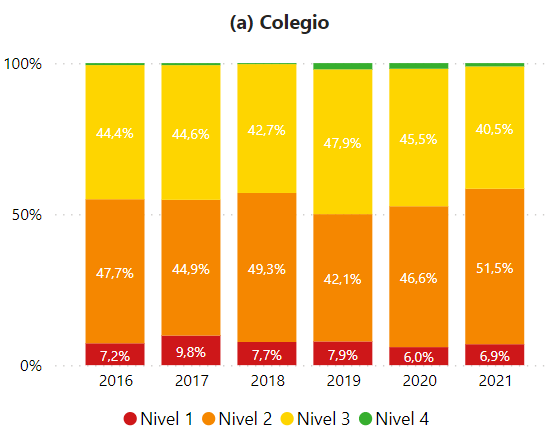 (a) Colegio
100%
44,4% 44,6% 42,7% 47,9% 45,5% 40,5%
50%
47,7% 44,9% 49,3% 42,1% 46,6% 51,5%
7,2% 9,8% 7,7% 7,9% 6,0% 6,9%
0%
2016 2017 2018 2019 2020 2021
Nivel 1 Nivel 2 Nivel 3 Nivel 4